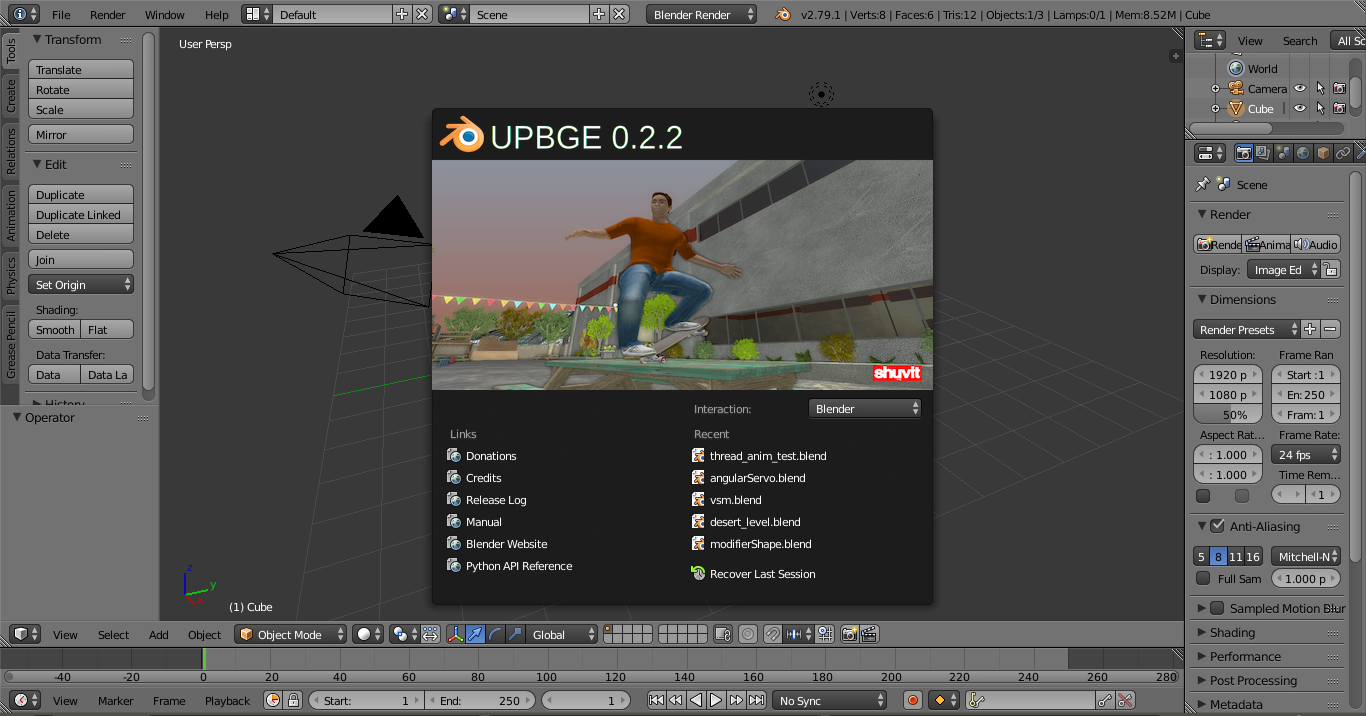 File Render Window Help Default Scene Blender Render v2.79.1 | Verts:8 | Faces:6 | Tris:12 | Objects:1/3 | Lamps:0/1 | Mem:8.52M | Cube
Tools
Create
Relations
Animation
Physics
Grease Pencil
Transform
Translate
Rotate
Scale
Mirror
Edit
Duplicate
Duplicate Linked
Delete
Join
Set Origin
Shading:
Smooth Flat
Data Transfer:
Data Data La
History
Operator
User Persp
UPBGE 0.2.2
shuvit
Interaction: Blender
Links
Donations
Credits
Release Log
Manual
Blender Website
Python API Reference
Recent
thread_anim_test.blend
angularServo.blend
vsm.blend
desert_level.blend
modifierShape.blend
Recover Last Session
z
y
x
(1) Cube
View Search All Sc
World
Camera
Cube
Scene
Render
Rende Anima Audio
Display: Image Ed
Dimensions
Render Presets
Resolution: Frame Ran
1920 p Start :1
1080 p En: 250
50% Fram: 1
Aspect Rat... Frame Rate:
: 1.000 24 fps
: 1.000 Time Rem...
1
Anti-Aliasing
5 8 11 16 Mitchell-N
Full Sam 1.000 p
Sampled Motion Blur
Shading
Performance
Post Processing
Metadata
View Select Add Object Object Mode Global
-40 -20 0 20 40 60 80 100 120 140 160 180 200 220 240 260 280
View Marker Frame Playback Start: 1 End: 250 1 No Sync